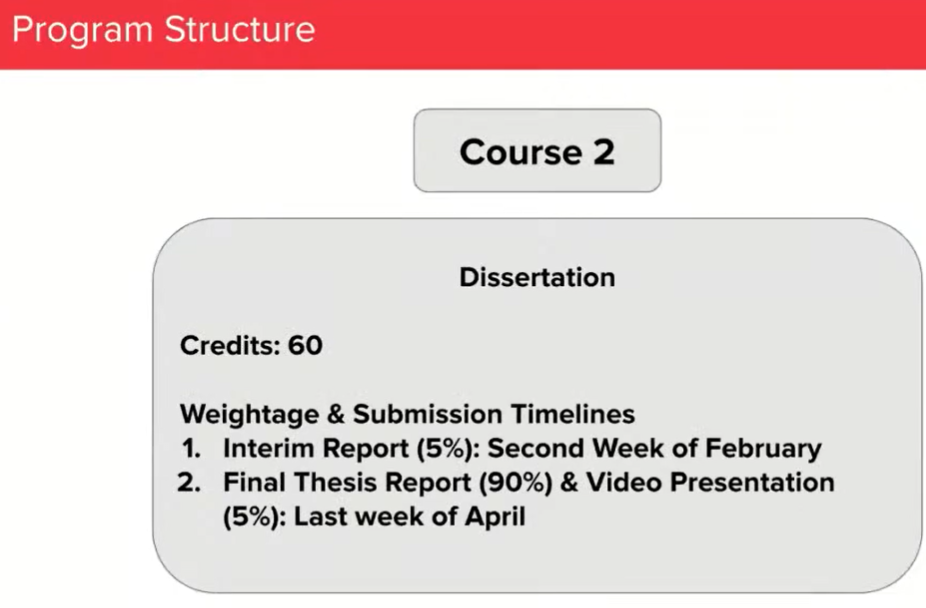 Program Structure
Course 2
Dissertation
Credits: 60
Weightage & Submission Timelines
1. Interim Report (5%): Second Week of February
2. Final Thesis Report (90%) & Video Presentation
(5%): Last week of April